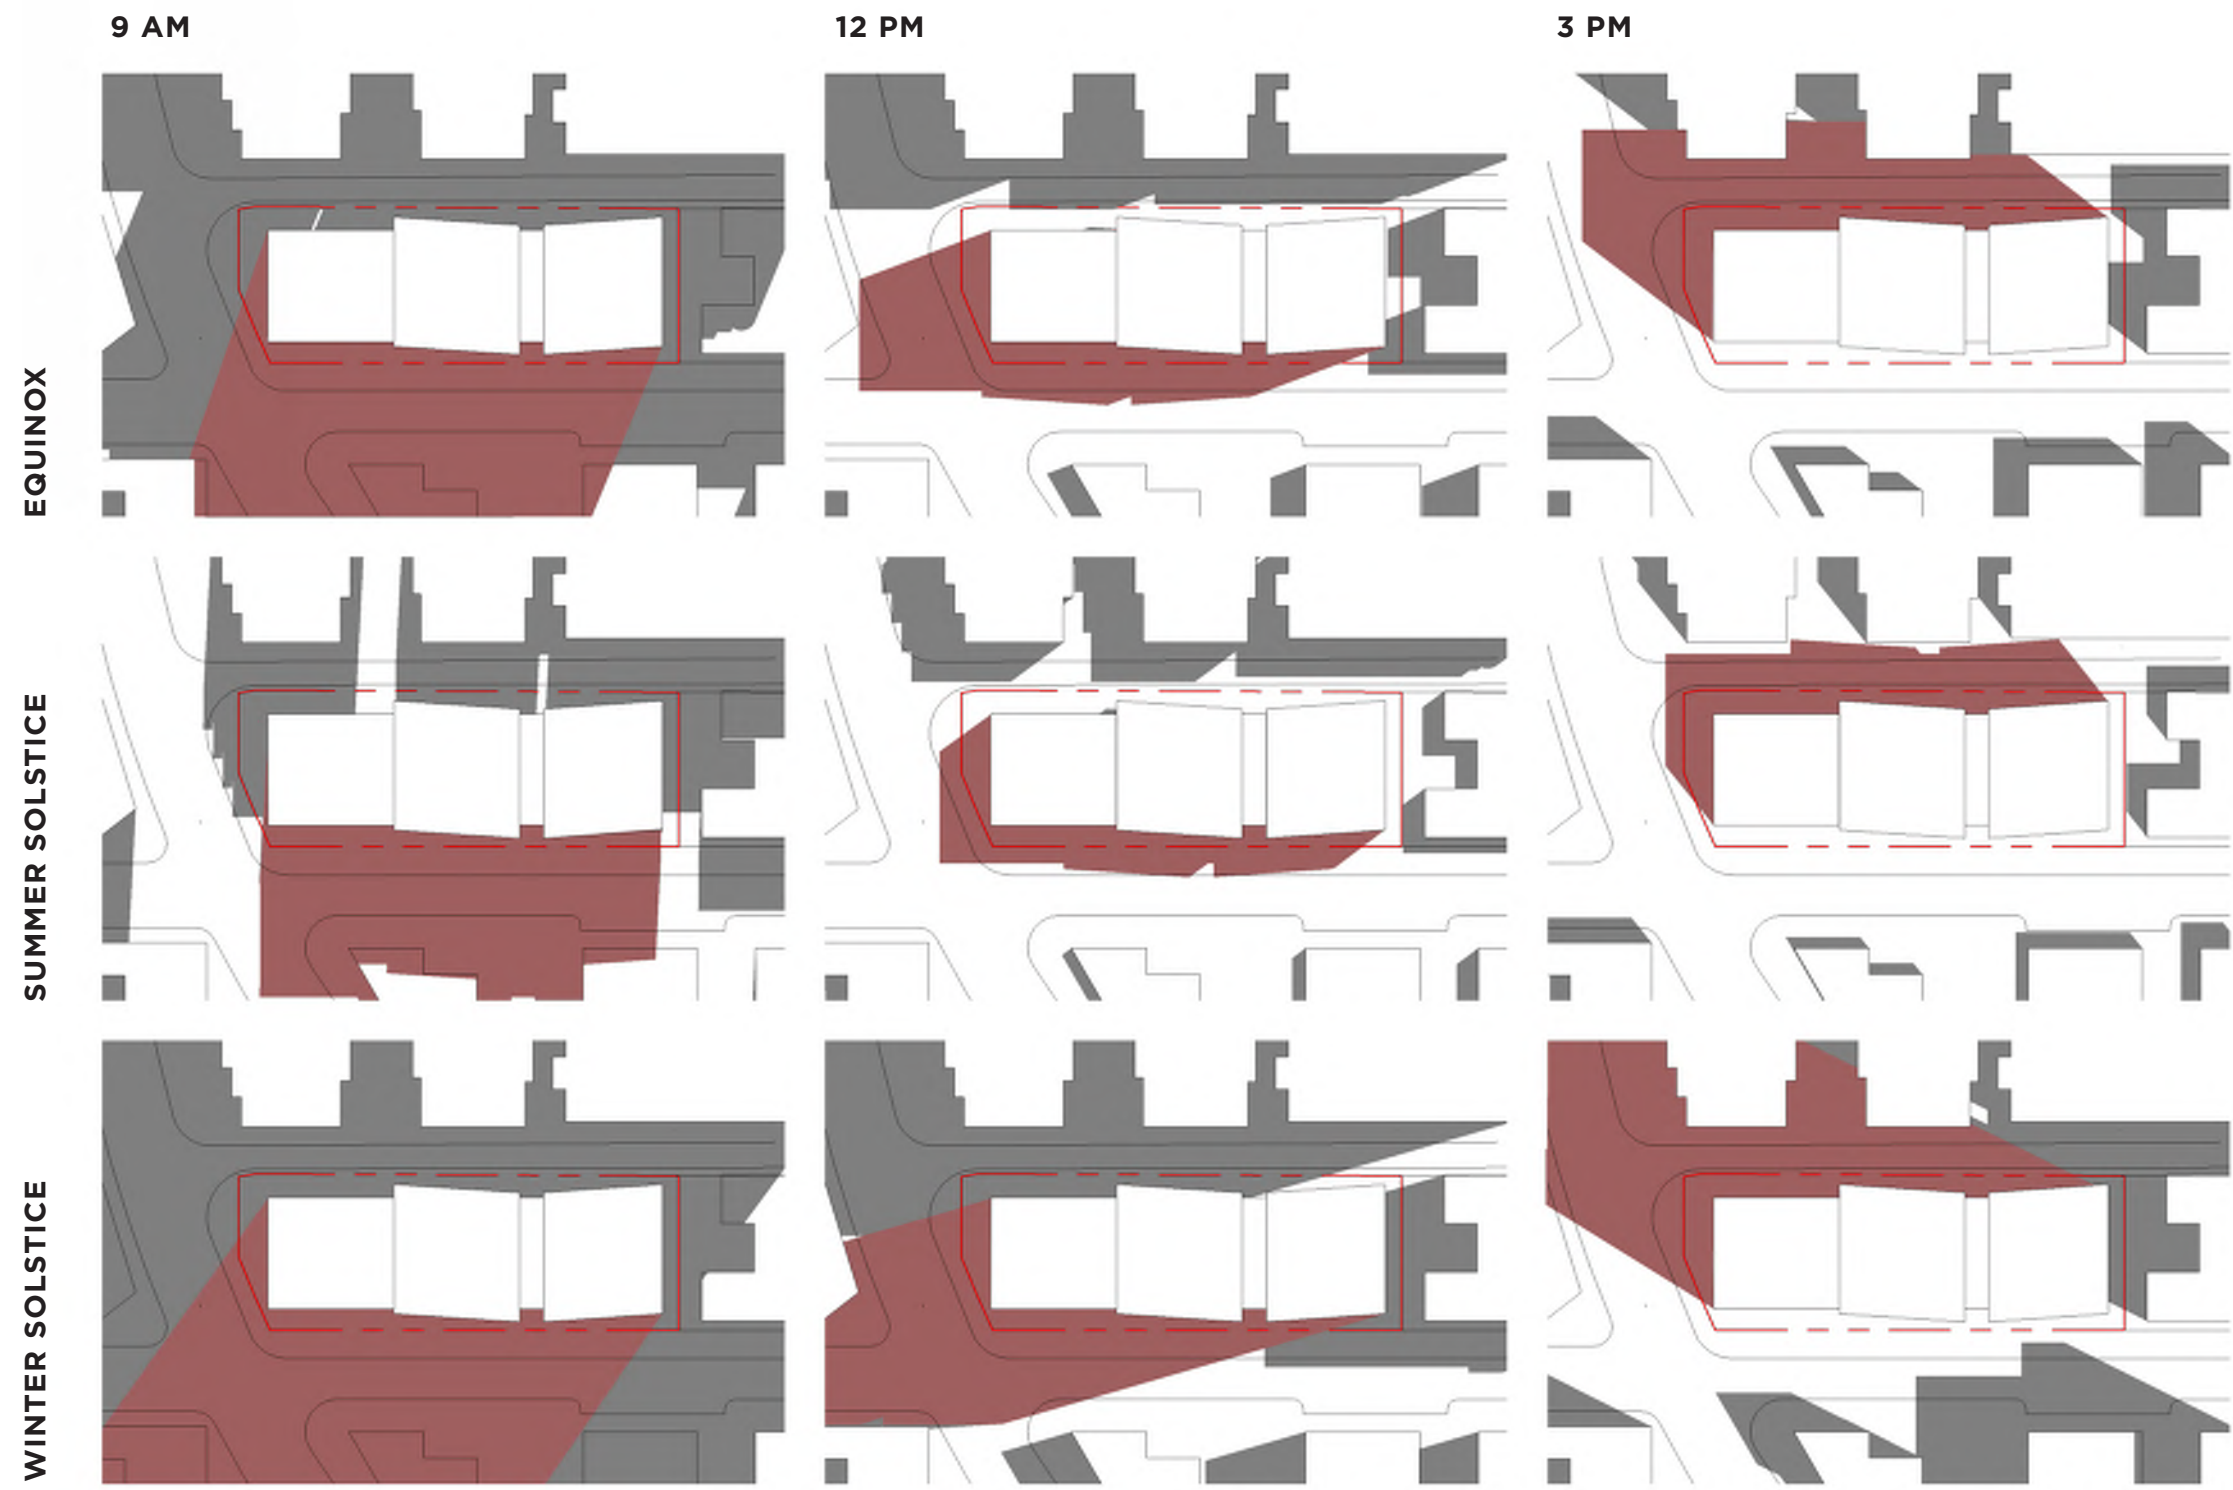 9 AM
12 PM
3 PM
EQUINOX
SUMMER SOLSTICE
WINTER SOLSTICE